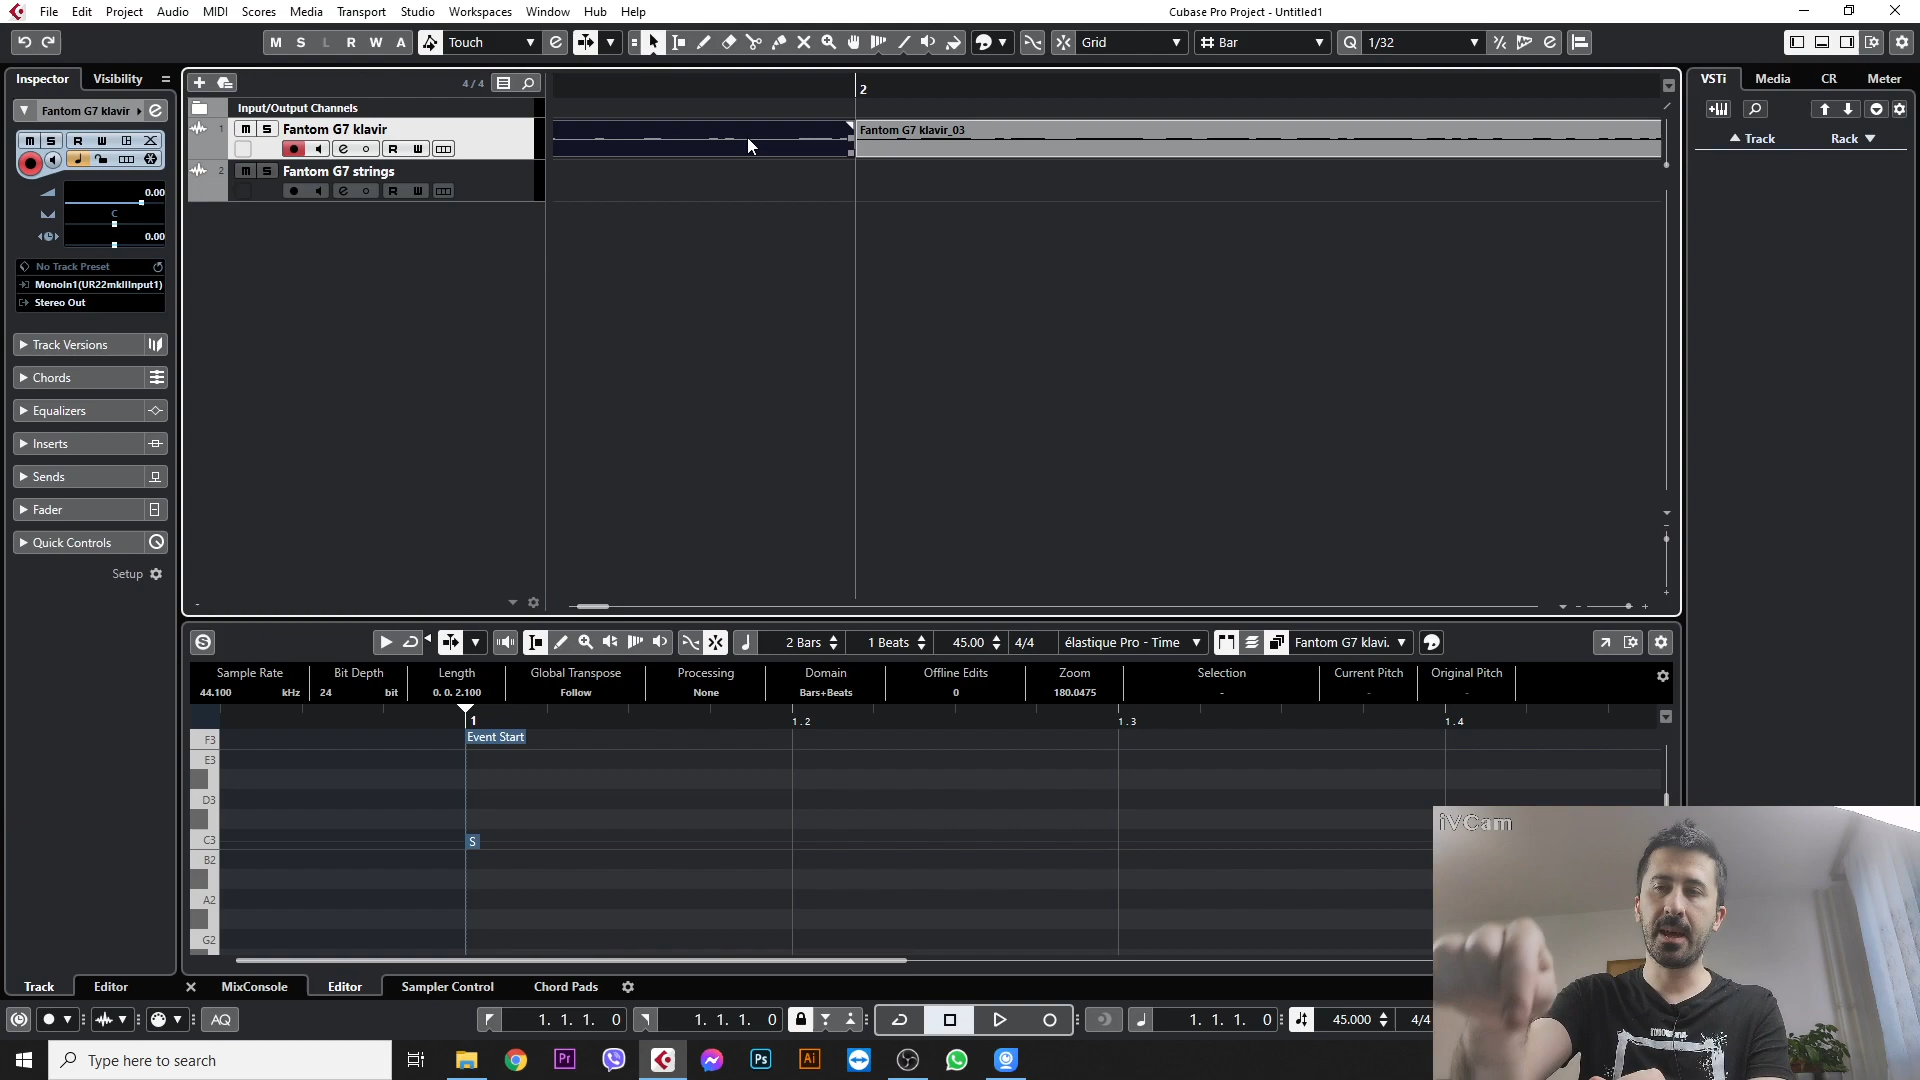 File Edit Project Audio MIDI Scores Media Transport Studio Workspaces Window Hub Help
Cubase Pro Project - Untitled1
M S L R W A Touch Grid Bar Q 1/32
Inspector Visibility
4 / 4
2
VSTi Media CR Meter
Fantom G7 klavir
Input/Output Channels
1 M S Fantom G7 klavir
R W
Fantom G7 klavir_03
2 M S Fantom G7 strings
R W
M S R W
Track Rack
0.00
C
0.00
No Track Preset
MonoIn1(UR22mkIIInput1)
Stereo Out
Track Versions
Chords
Equalizers
Inserts
Sends
Fader
Quick Controls
Setup
2 Bars 1 Beats 45.00 4/4 élastique Pro - Time Fantom G7 klavi.
Sample Rate Bit Depth Length Global Transpose Processing Domain Offline Edits Zoom Selection Current Pitch Original Pitch
44.100 kHz 24 bit 0. 0. 2.100 Follow None Bars+Beats 0 180.0475 - - -
1 1.2 1.3 1.4
Event Start
F3
E3
D3
C3
S
B2
A2
G2
iVCam
Track Editor MixConsole Editor Sampler Control Chord Pads
AQ 1. 1. 1. 0 1. 1. 1. 0 1. 1. 1. 0 45.000 4/4
Type here to search
Pr Ps Ai